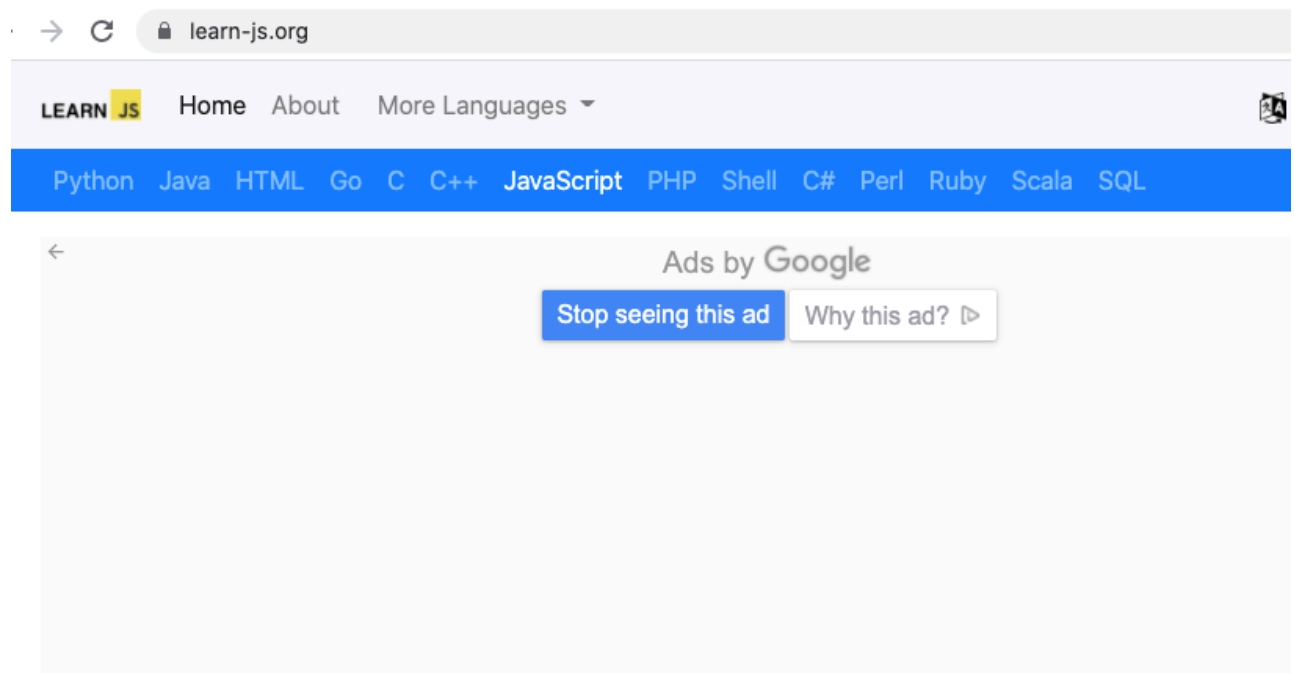 learn-js.org
LEARN JS Home About More Languages
Python Java HTML Go C C++ JavaScript PHP Shell C# Perl Ruby Scala SQL
Ads by Google
Stop seeing this ad Why this ad?